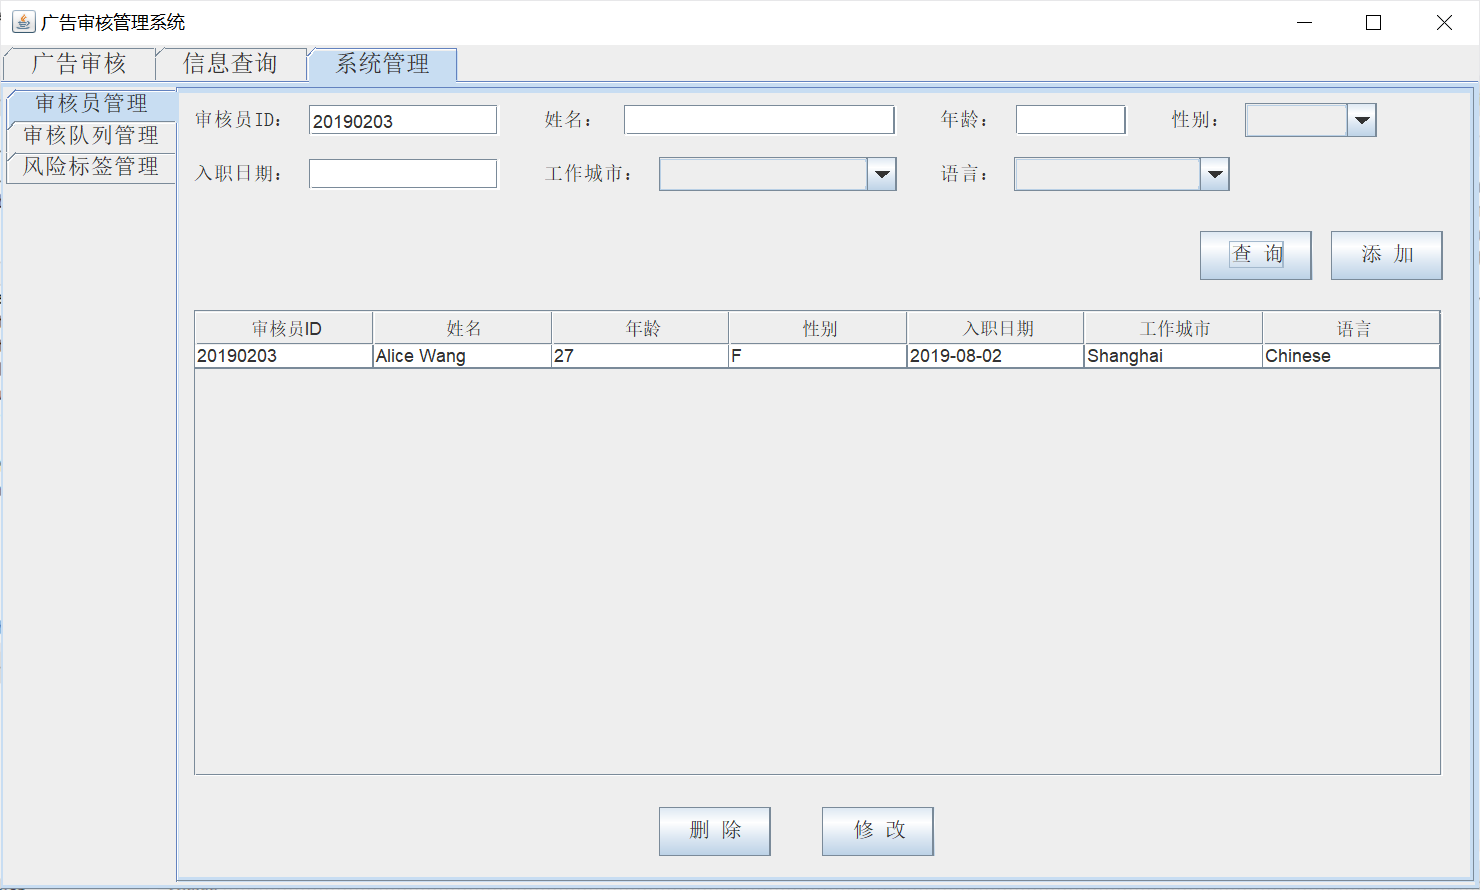 广告审核管理系统
广告审核 信息查询 系统管理
审核员管理
审核队列管理
风险标签管理
审核员ID: 20190203 姓名: 年龄: 性别:
入职日期: 工作城市: 语言:
查 询 添 加
审核员ID 姓名 年龄 性别 入职日期 工作城市 语言
20190203 Alice Wang 27 F 2019-08-02 Shanghai Chinese
删 除 修 改